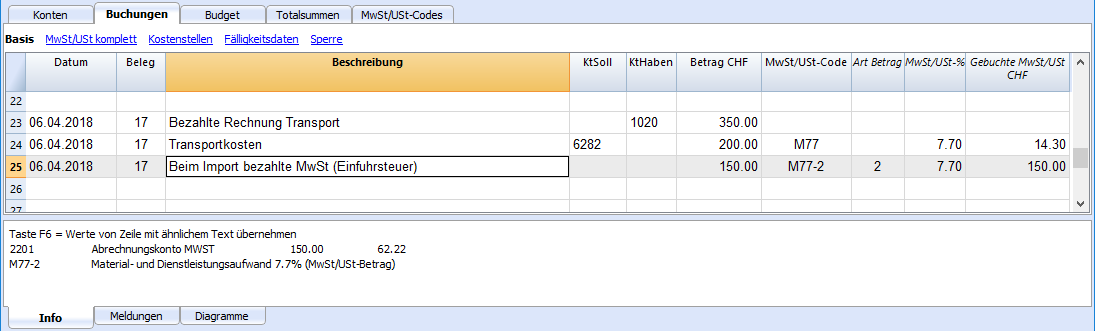 Konten Buchungen Budget Totalsummen MwSt/USt-Codes
Basis MwSt/USt komplett Kostenstellen Fälligkeitsdaten Sperre
Datum Beleg Beschreibung KtSoll KtHaben Betrag CHF MwSt/USt-Code Art Betrag MwSt/USt-% Gebuchte MwSt/USt
CHF
22
23 06.04.2018 17 Bezahlte Rechnung Transport 1020 350.00
24 06.04.2018 17 Transportkosten 6282 200.00 M77 7.70 14.30
25 06.04.2018 17 Beim Import bezahlte MwSt (Einfuhrsteuer) 150.00 M77-2 2 7.70 150.00
26
27
Taste F6 = Werte von Zeile mit ähnlichem Text übernehmen
2201 Abrechnungskonto MWST 150.00 62.22
M77-2 Material- und Dienstleistungsaufwand 7.7% (MwSt/USt-Betrag)
Info Meldungen Diagramme